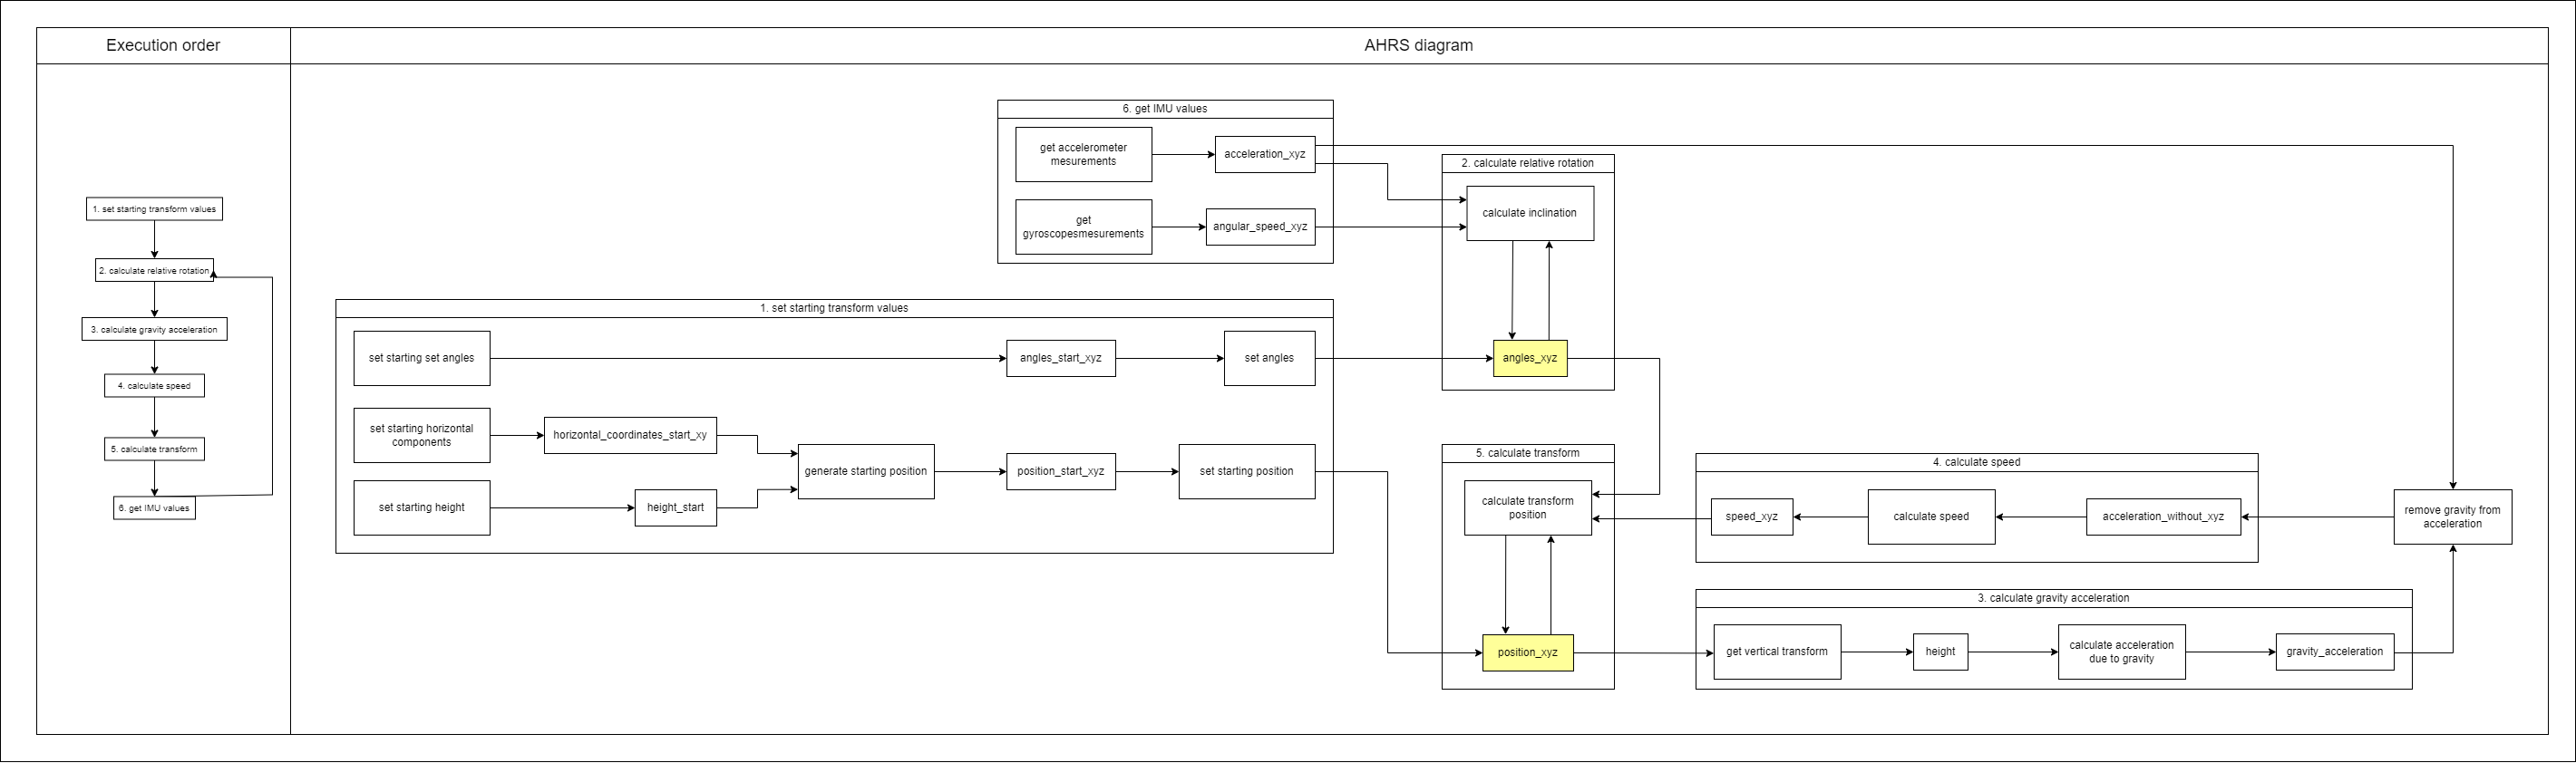 Execution order
AHRS diagram
1. set starting transform values
2. calculate relative rotation
3. calculate gravity acceleration
4. calculate speed
5. calculate transform
6. get IMU values
6. get IMU values
get accelerometer
mesurements
acceleration_xyz
get
gyroscopesmesurements
angular_speed_xyz
2. calculate relative rotation
calculate inclination
angles_xyz
1. set starting transform values
set starting set angles
angles_start_xyz
set angles
set starting horizontal
components
horizontal_coordinates_start_xy
generate starting position
position_start_xyz
set starting position
set starting height
height_start
5. calculate transform
calculate transform
position
position_xyz
4. calculate speed
speed_xyz
calculate speed
acceleration_without_xyz
remove gravity from
acceleration
3. calculate gravity acceleration
get vertical transform
height
calculate acceleration
due to gravity
gravity_acceleration